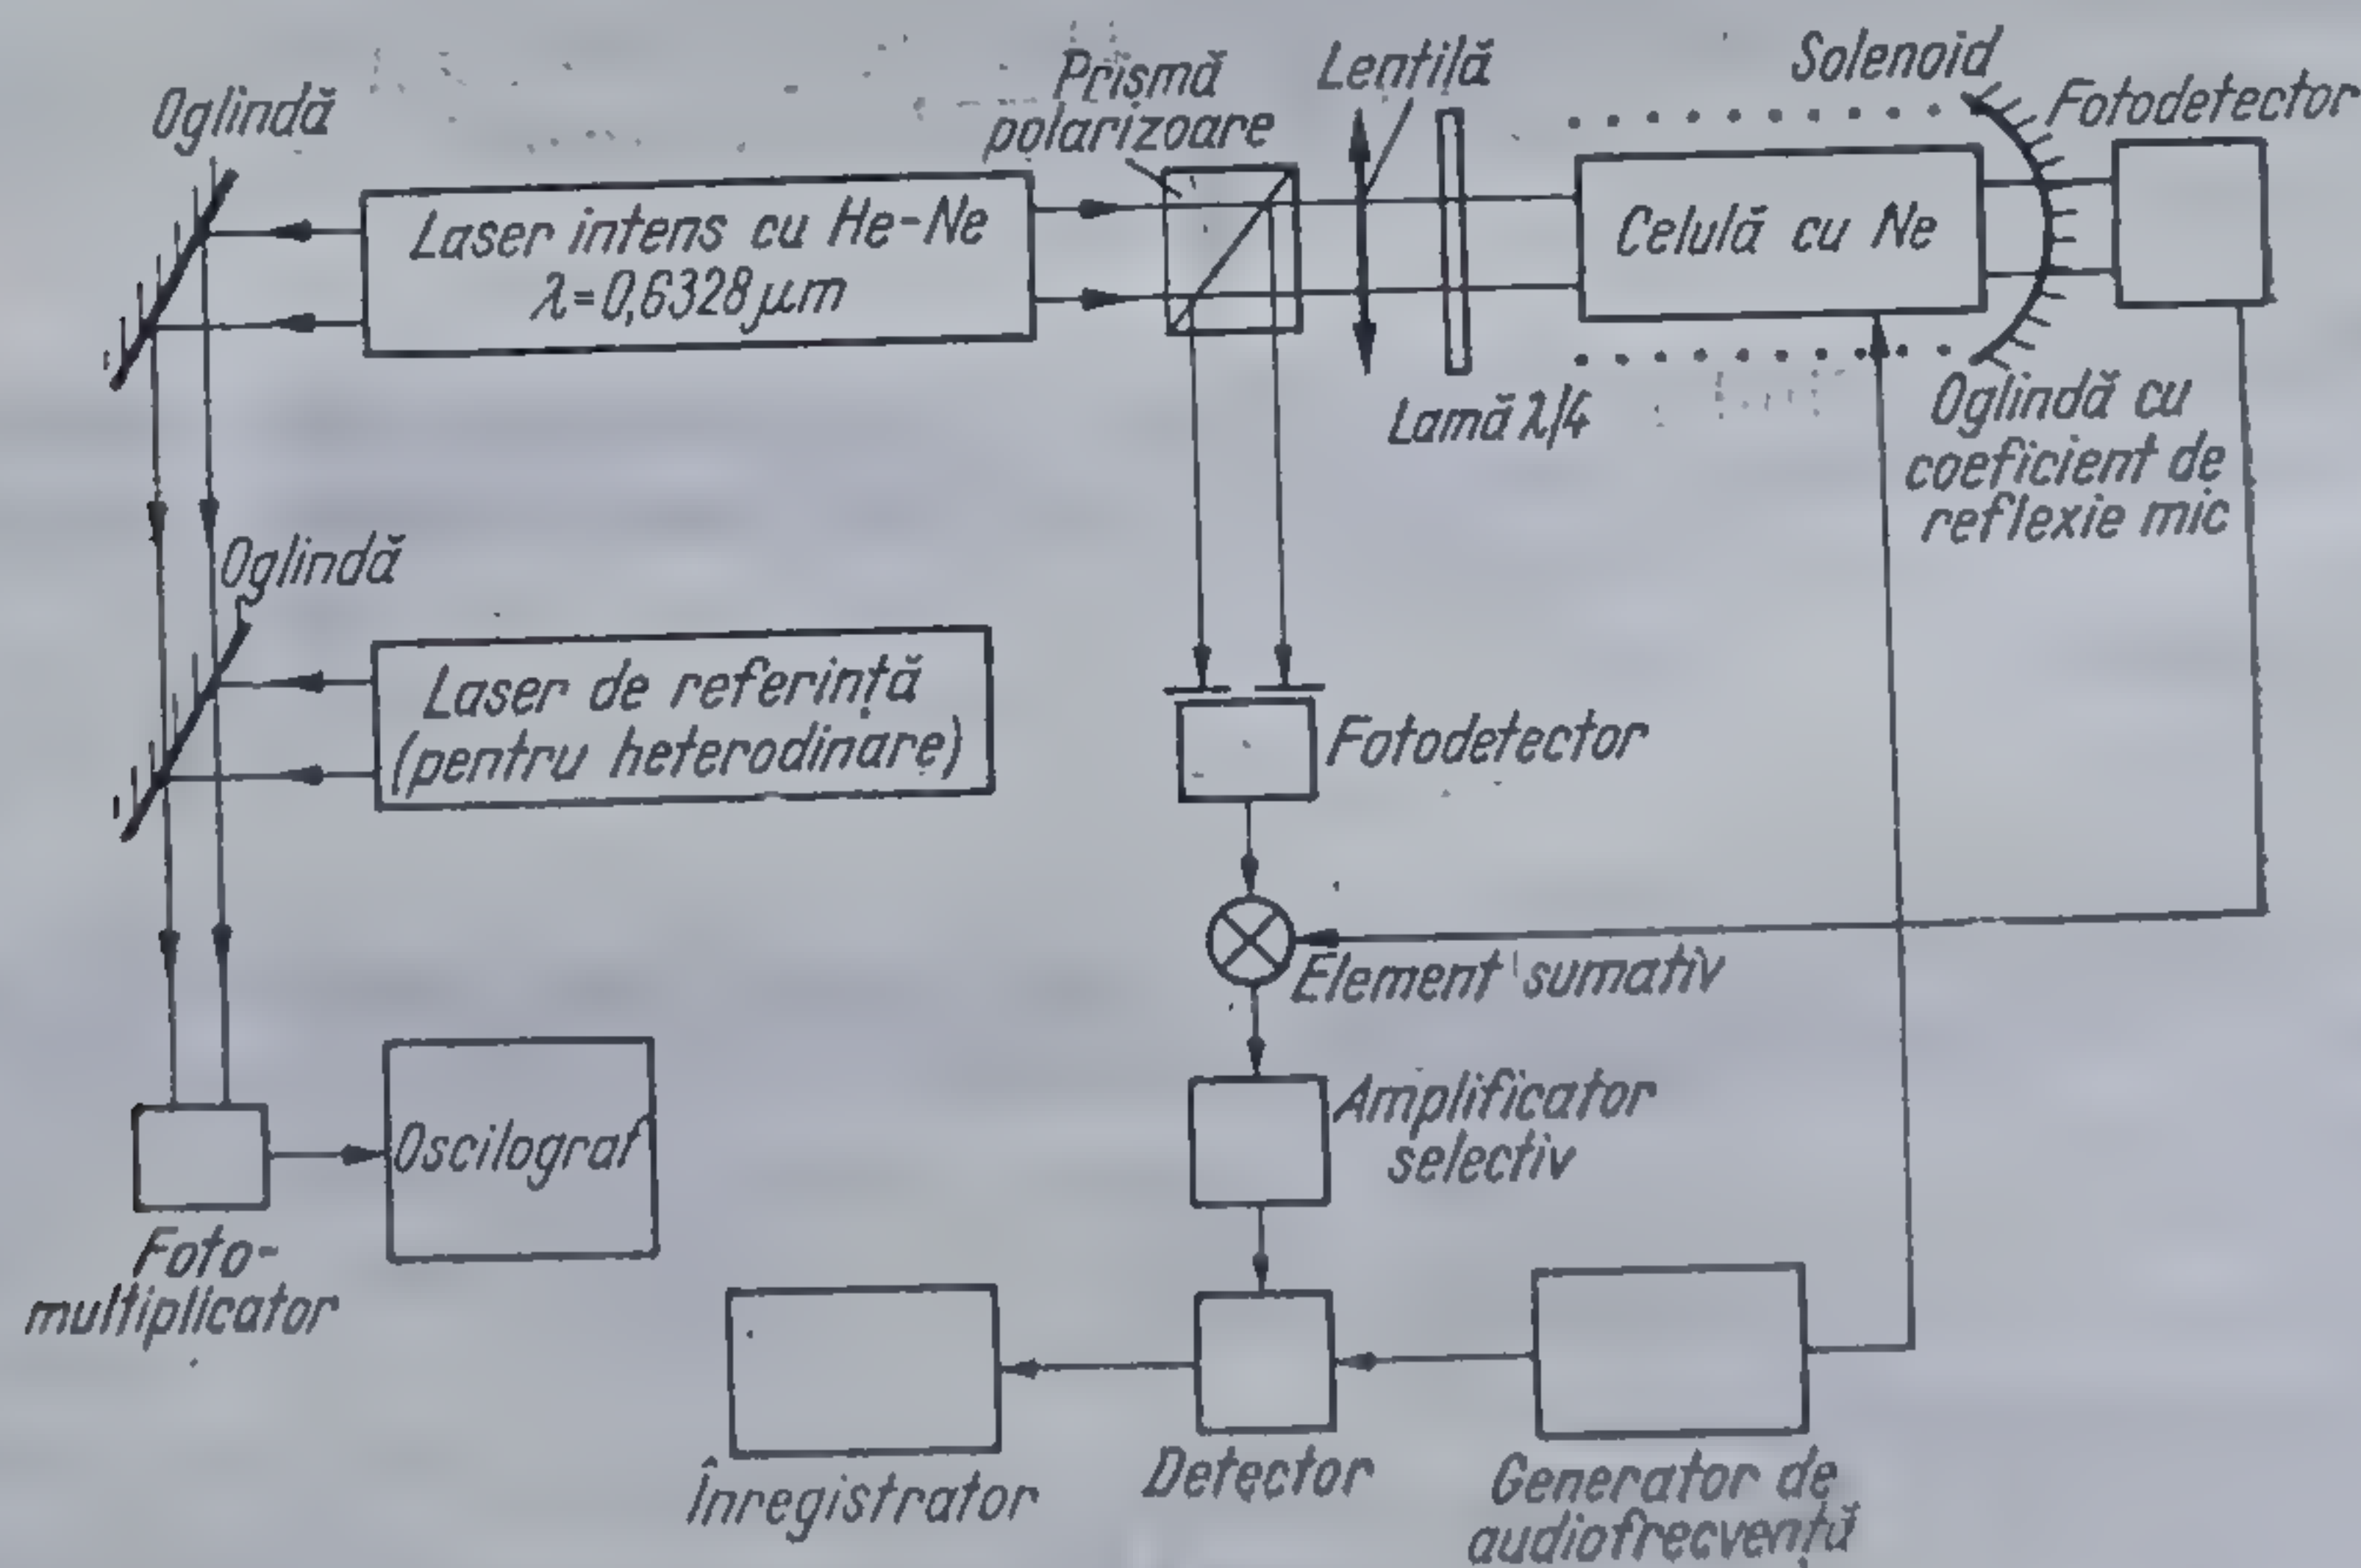 Oglindă
Prismă
polarizoare
Lentilă
Solenoid
Fotodetector
Laser intens cu He-Ne
λ=0,6328 μm
Celulă cu Ne
Lamă λ/4
Oglindă cu
coeficient de
reflexie mic
Oglindă
Laser de referință
(pentru heterodinare)
Fotodetector
Element sumativ
Amplificator
selectiv
Oscilograf
Foto-
multiplicator
Înregistrator
Detector
Generator de
audiofrecvență